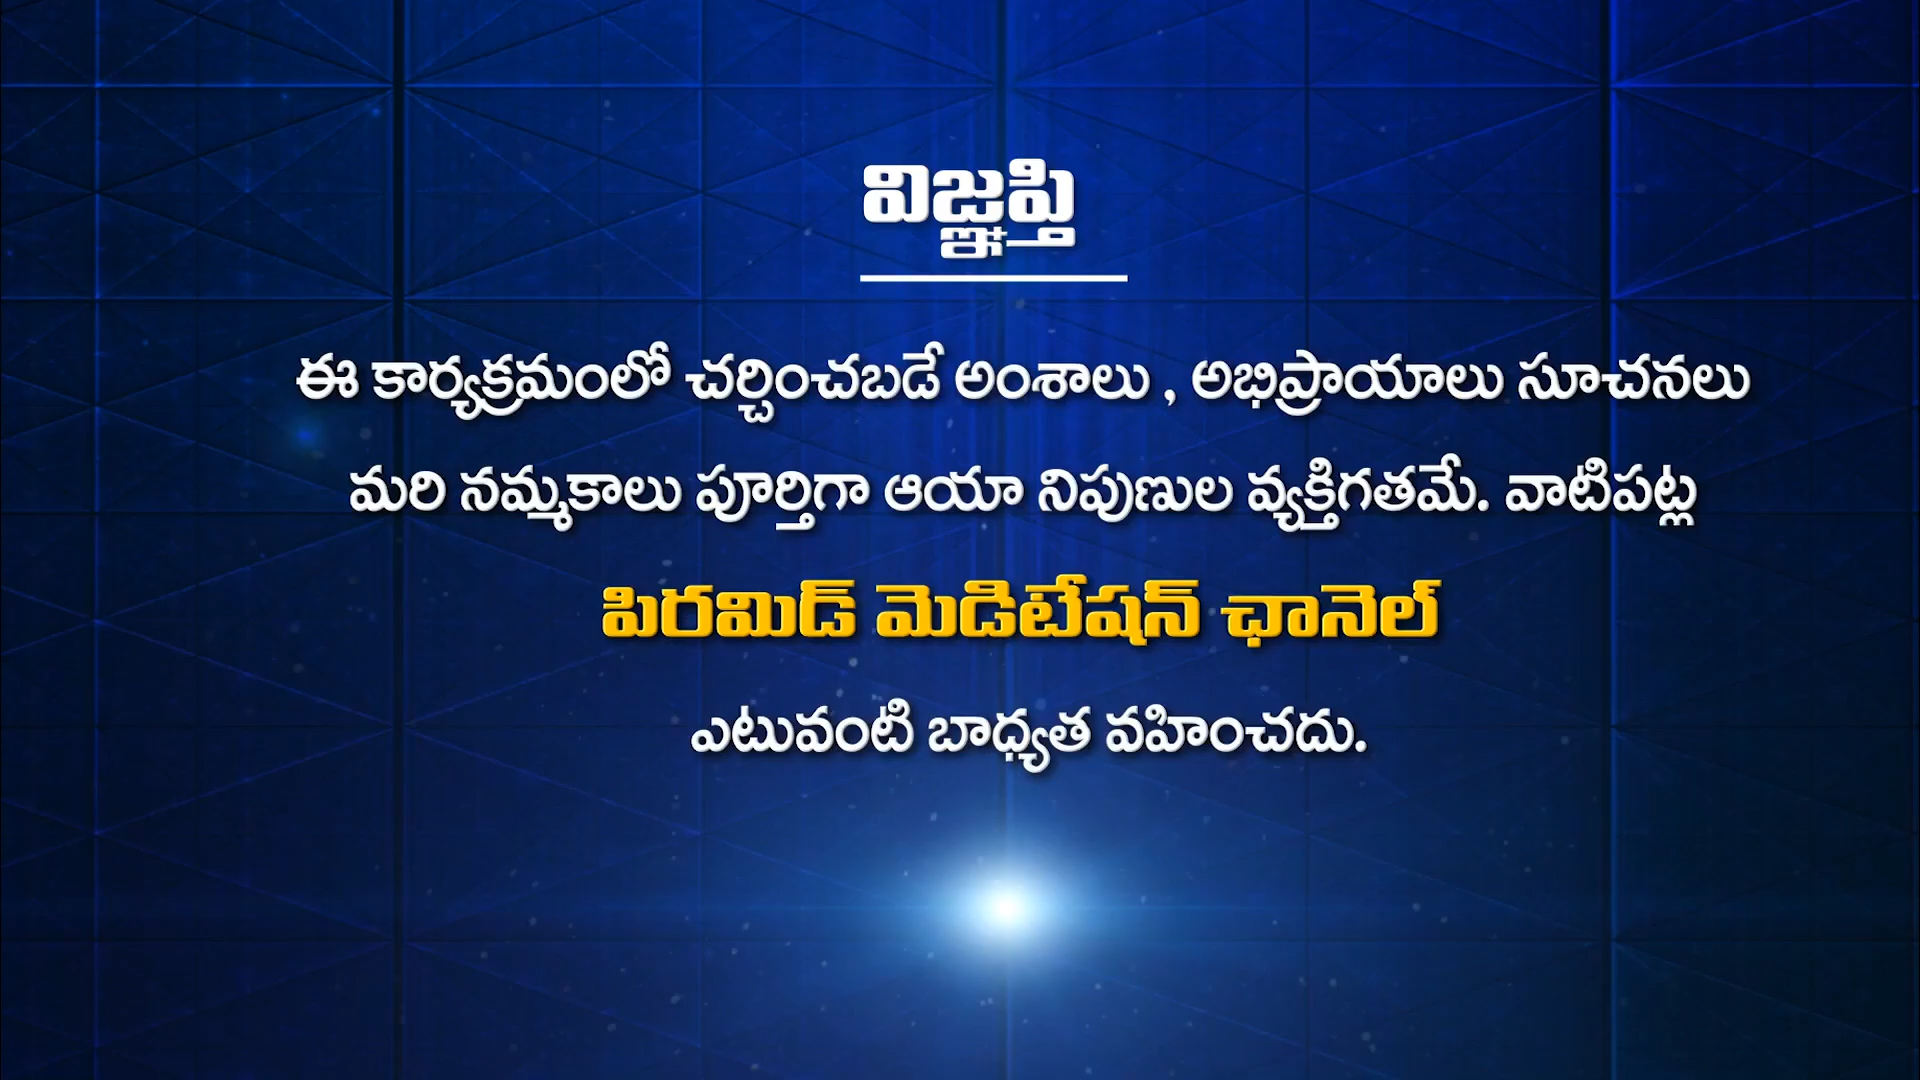 విజ్ఞప్తి
ఈ కార్యక్రమంలో చర్చించబడే అంశాలు , అభిప్రాయాలు సూచనలు
మరి నమ్మకాలు పూర్తిగా ఆయా నిపుణుల వ్యక్తిగతమే. వాటిపట్ల
పిరమిడ్ మెడిటేషన్ ఛానెల్
ఎటువంటి బాధ్యత వహించదు.